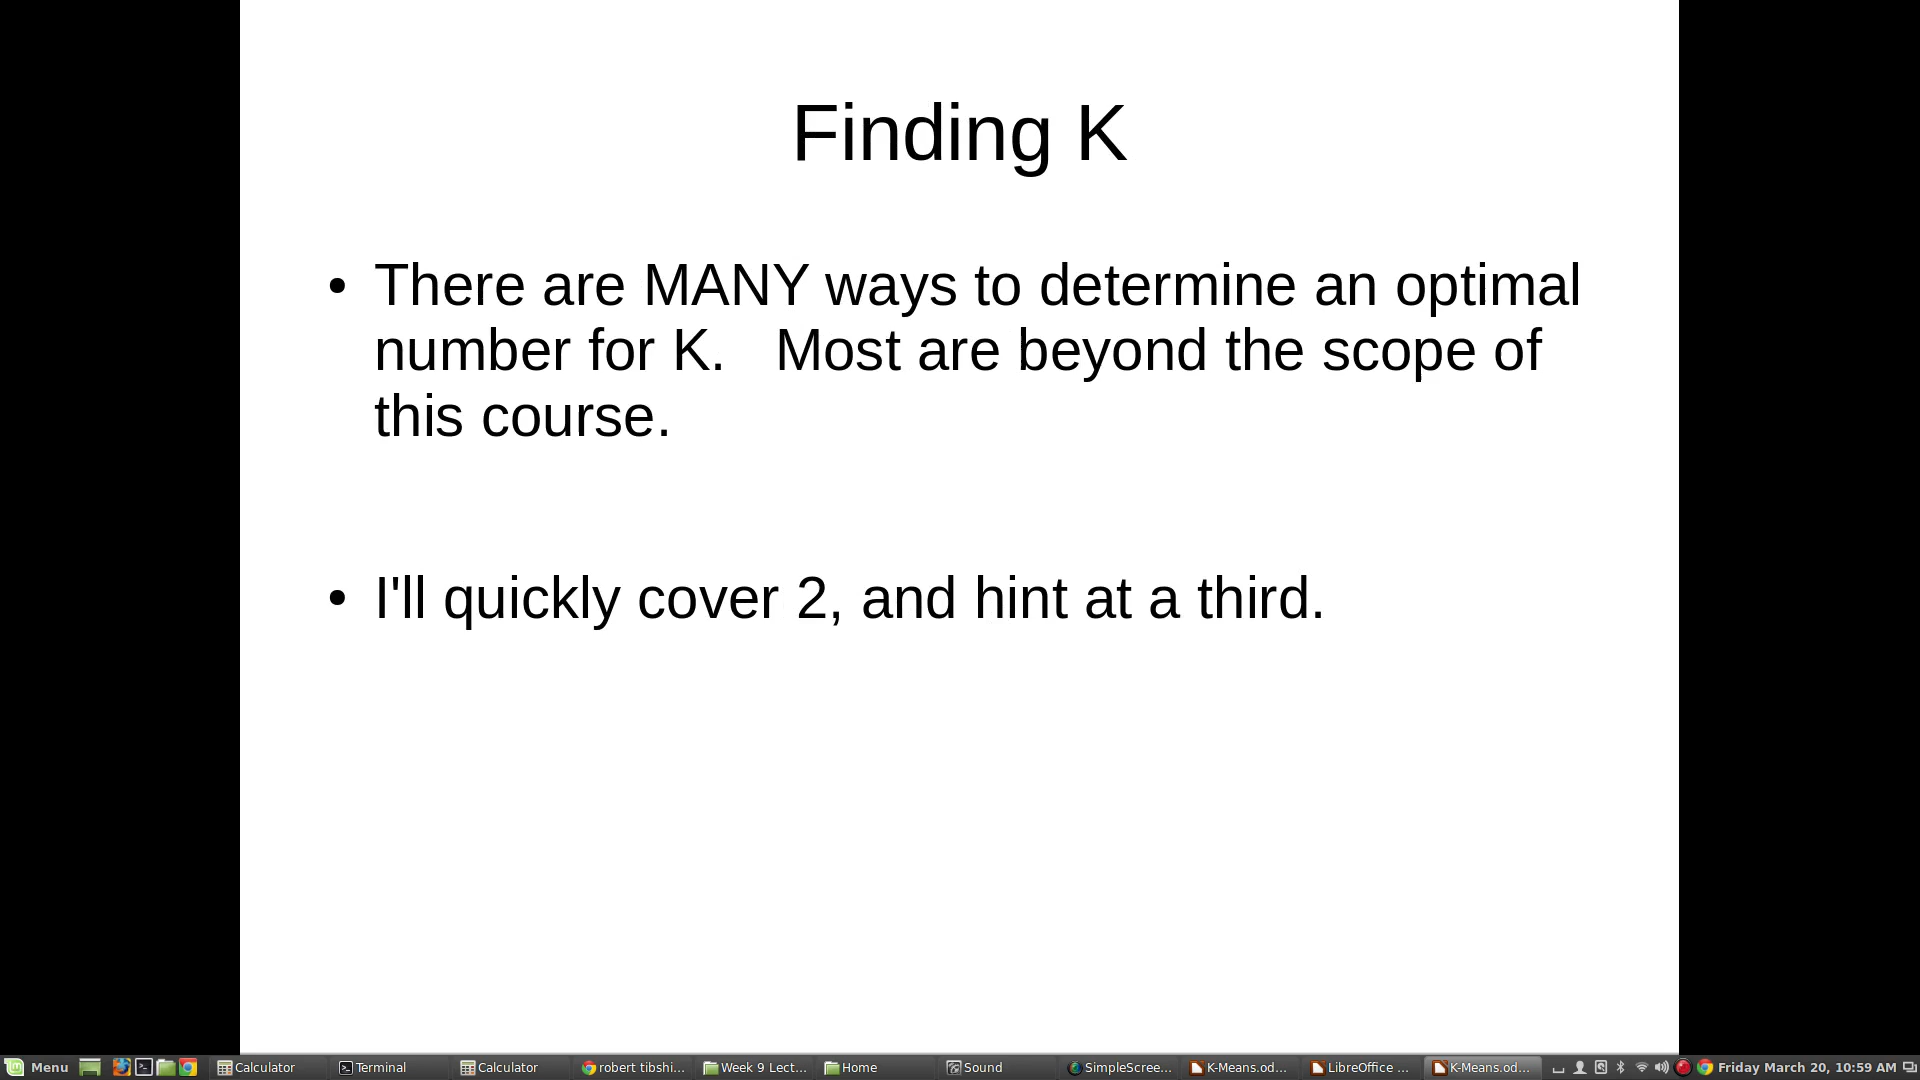 Finding K
• There are MANY ways to determine an optimal
number for K. Most are beyond the scope of
this course.
• I'll quickly cover 2, and hint at a third.
Menu Calculator Terminal Calculator robert tibshi... Week 9 Lect... Home Sound SimpleScree... K-Means.od... LibreOffice ... K-Means.od... Friday March 20, 10:59 AM